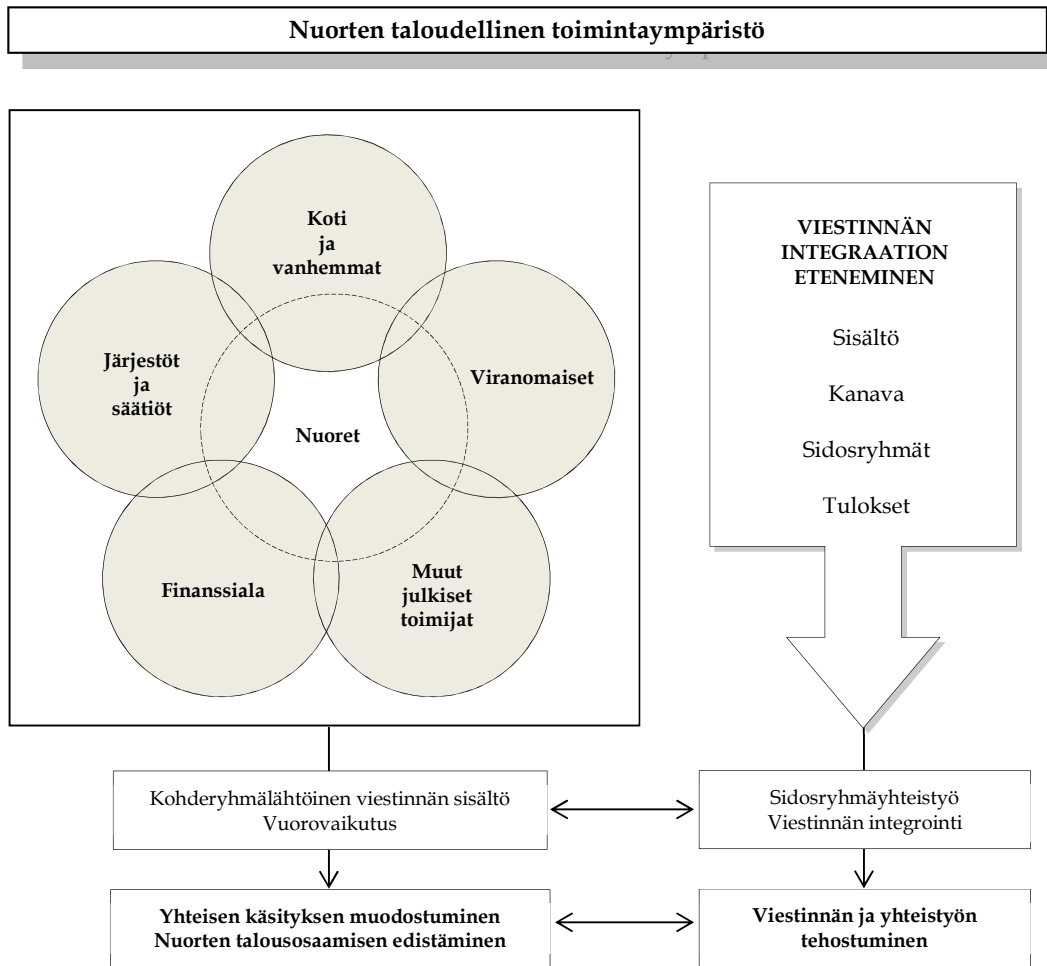 Nuorten taloudellinen toimintaympäristö
Koti
ja
vanhemmat
Järjestöt
ja
säätiöt
Viranomaiset
Nuoret
Finanssiala
Muut
julkiset
toimijat
VIESTINNÄN
INTEGRAATION
ETENEMINEN
Sisältö
Kanava
Sidosryhmät
Tulokset
Kohderyhmälähtöinen viestinnän sisältö
Vuorovaikutus
Sidosryhmäyhteistyö
Viestinnän integrointi
Yhteisen käsityksen muodostuminen
Nuorten talousosaamisen edistäminen
Viestinnän ja yhteistyön
tehostuminen